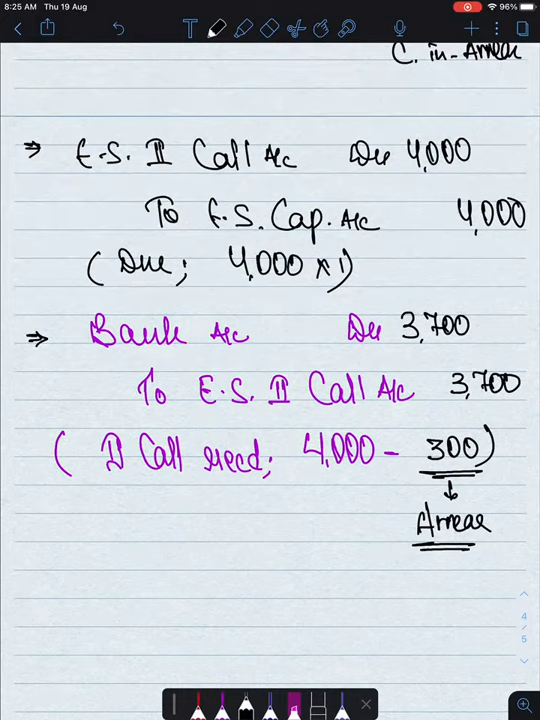 8:25 AM Thu 19 Aug 96%
C. in-Arrear
⇒ E.S. II Call A/c Dr 4,000
To E.S. Cap. A/c 4,000
(Due; 4,000 x 1)
⇒ Bank A/c Dr 3,700
To E.S. II Call A/c 3,700
(II Call recd; 4,000 - 300)
↓
Arrear
4
5